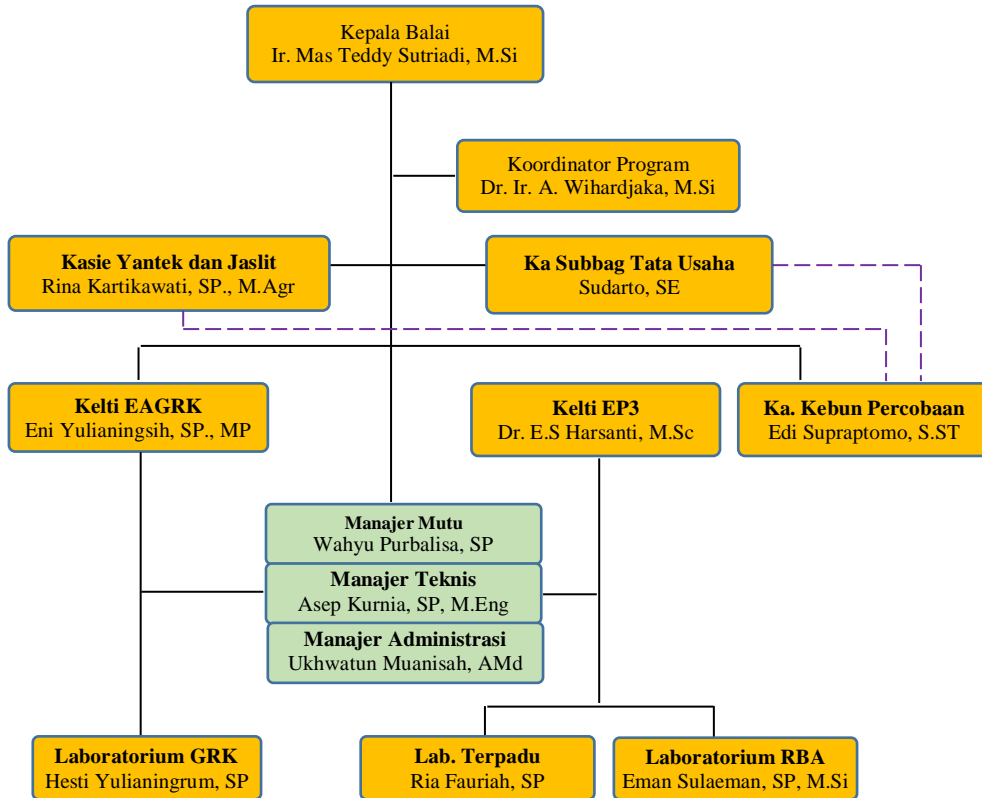 Kepala Balai
Ir. Mas Teddy Sutriadi, M.Si
Koordinator Program
Dr. Ir. A. Wihardjaka, M.Si
Kasie Yantek dan Jaslit
Rina Kartikawati, SP., M.Agr
Ka Subbag Tata Usaha
Sudarto, SE
Kelti EAGRK
Eni Yulianingsih, SP., MP
Kelti EP3
Dr. E.S Harsanti, M.Sc
Ka. Kebun Percobaan
Edi Supraptomo, S.ST
Manajer Mutu
Wahyu Purbalisa, SP
Manajer Teknis
Asep Kurnia, SP, M.Eng
Manajer Administrasi
Ukhwatun Muanisah, AMd
Laboratorium GRK
Hesti Yulianingrum, SP
Lab. Terpadu
Ria Fauriah, SP
Laboratorium RBA
Eman Sulaeman, SP, M.Si